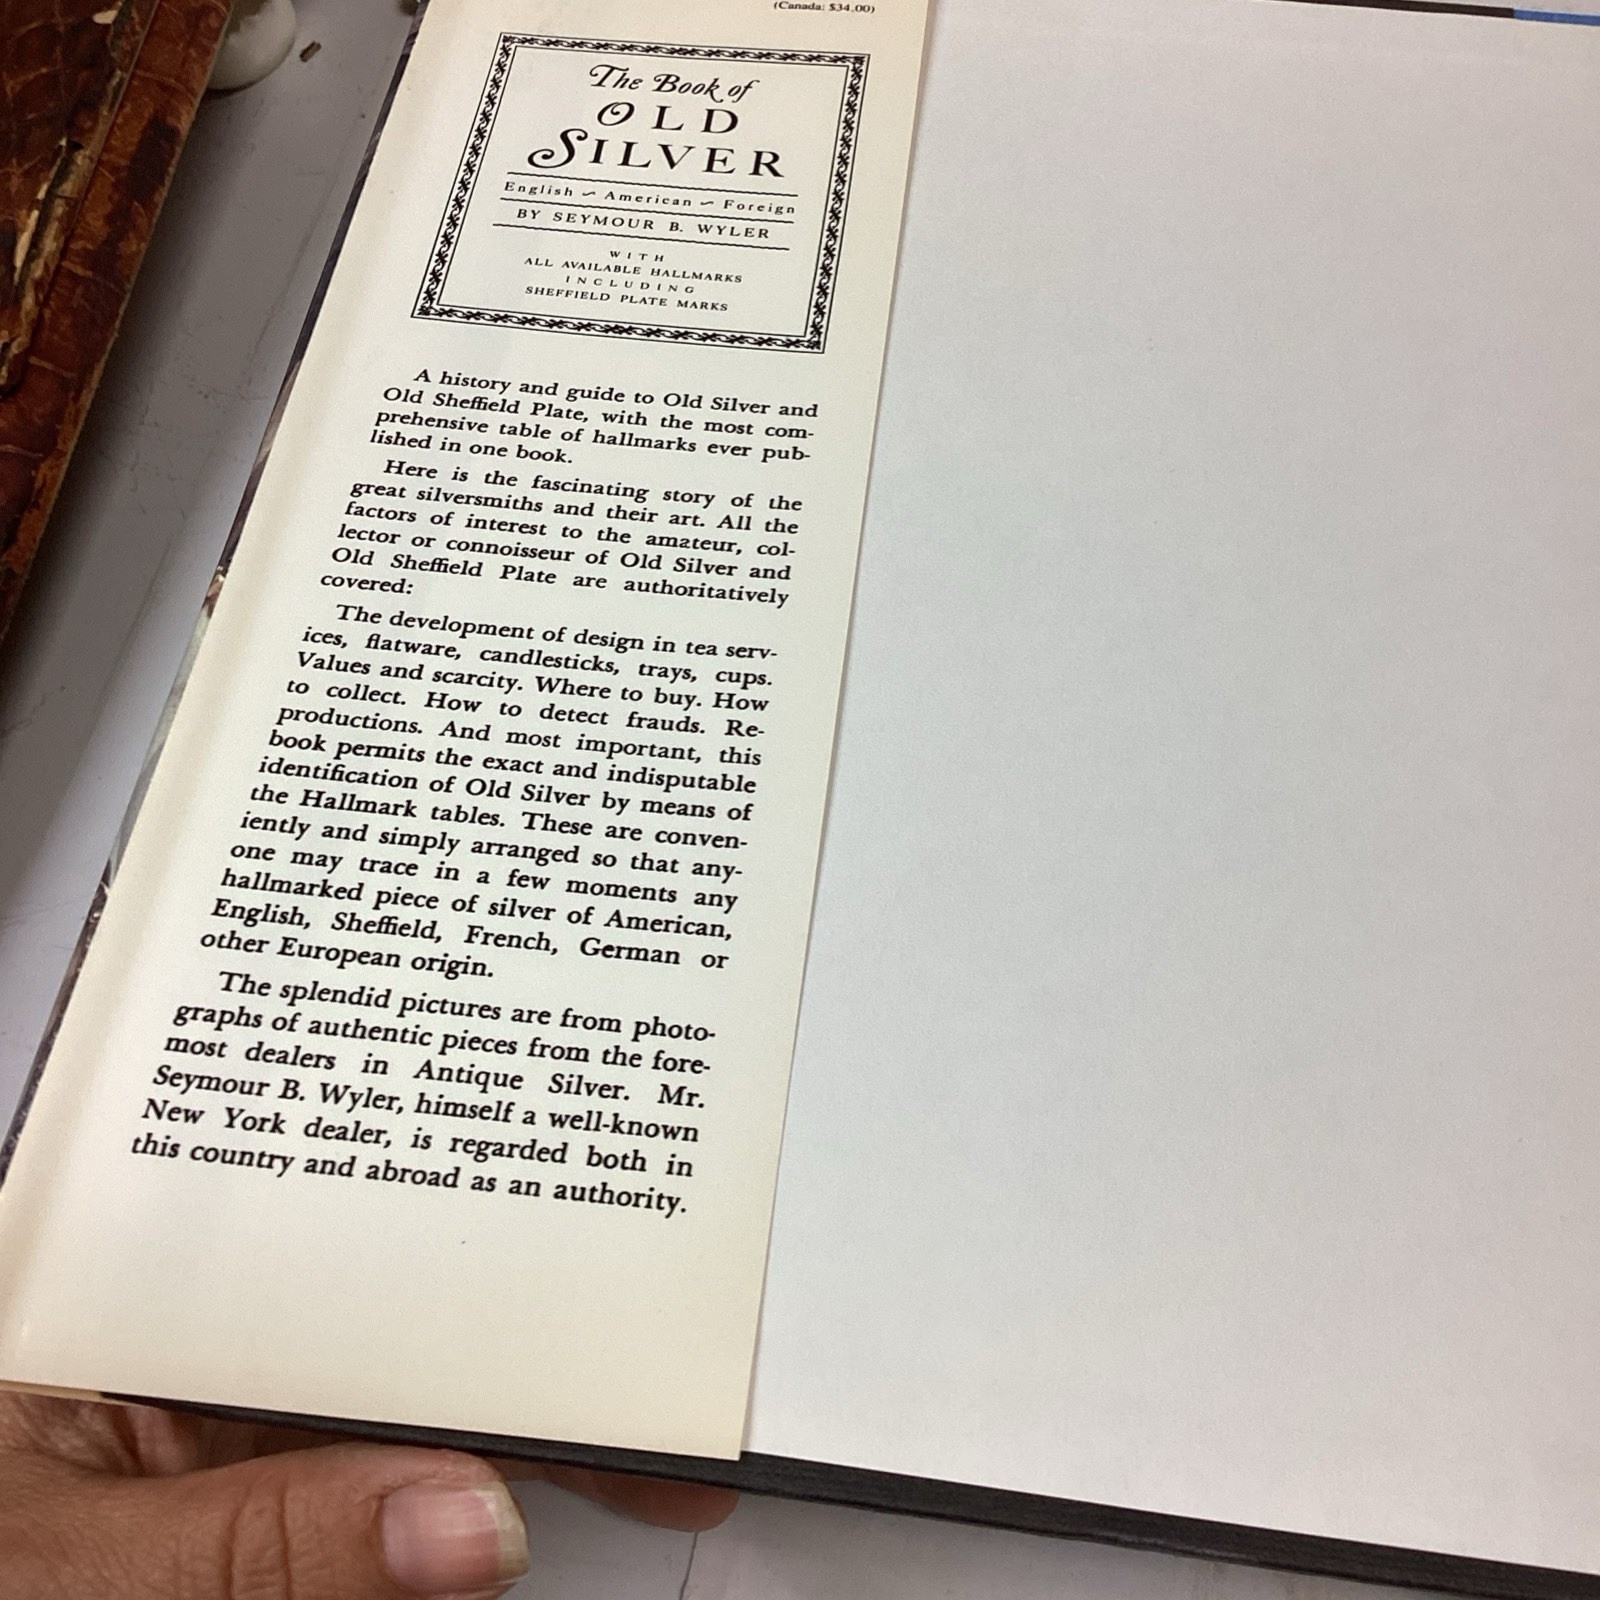 (Canada: $34.00)
The Book of
OLD
SILVER
English ~ American ~ Foreign
BY SEYMOUR B. WYLER
WITH
ALL AVAILABLE HALLMARKS
INCLUDING
SHEFFIELD PLATE MARKS
A history and guide to Old Silver and
Old Sheffield Plate, with the most com-
prehensive table of hallmarks ever pub-
lished in one book.
Here is the fascinating story of the
great silversmiths and their art. All the
factors of interest to the amateur, col-
lector or connoisseur of Old Silver and
Old Sheffield Plate are authoritatively
covered:
The development of design in tea serv-
ices, flatware, candlesticks, trays, cups.
Values and scarcity. Where to buy. How
to collect. How to detect frauds. Re-
productions. And most important, this
book permits the exact and indisputable
identification of Old Silver by means of
the Hallmark tables. These are conven-
iently and simply arranged so that any-
one may trace in a few moments any
hallmarked piece of silver of American,
English, Sheffield, French, German or
other European origin.
The splendid pictures are from photo-
graphs of authentic pieces from the fore-
most dealers in Antique Silver. Mr.
Seymour B. Wyler, himself a well-known
New York dealer, is regarded both in
this country and abroad as an authority.